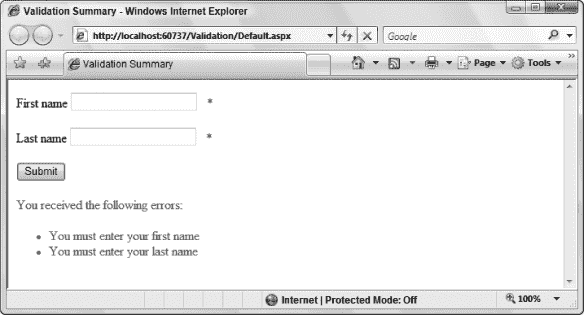 Validation Summary - Windows Internet Explorer
http://localhost:60737/Validation/Default.aspx
Google
Validation Summary
Page
Tools
First name *
Last name *
Submit
You received the following errors:
• You must enter your first name
• You must enter your last name
Internet | Protected Mode: Off
100%